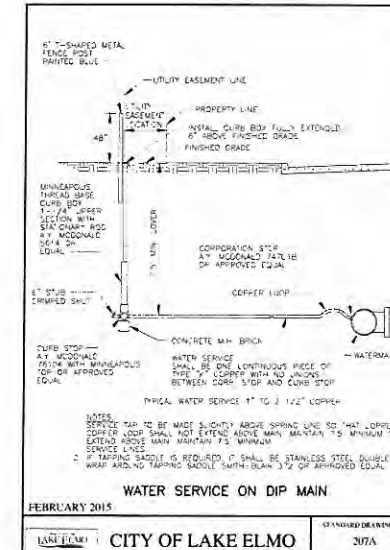 6' T-SHAPED METAL
FENCE POST
PAINTED BLUE
UTILITY EASEMENT LINE
UTILITY
EASEMENT
LOCATION
PROPERTY LINE
INSTALL CURB BOX FULLY EXTENDED
6" ABOVE FINISHED GRADE
FINISHED GRADE
48"
MINNEAPOLIS
THREAD BASE
CURB BOX
1-1/4" UPPER
SECTION WITH
STATIONARY ROD
A.Y. MCDONALD
5614 OR
EQUAL
7.5' MIN. COVER
CORPORATION STOP
A.Y. MCDONALD 74701B
OR APPROVED EQUAL
STUB
CRIMPED SHUT
COPPER LOOP
CURB STOP
A.Y. MCDONALD
76104 WITH MINNEAPOLIS
TOP OR APPROVED
EQUAL
CONCRETE M.H. BRICK
WATER SERVICE
SHALL BE ONE CONTINUOUS PIECE OF
TYPE "K" COPPER WITH NO UNIONS
BETWEEN CORP. STOP AND CURB STOP
WATERMA
TYPICAL WATER SERVICE 1" TO 2 1/2" COPPER
NOTES:
SERVICE TAP TO BE MADE SLIGHTLY ABOVE SPRING LINE SO THAT
COPPER LOOP SHALL NOT EXTEND ABOVE MAIN. MAINTAIN 7.5' MINIMUM
EXTEND ABOVE MAIN MAINTAIN 7.5' MINIMUM
SERVICE LINES
2. IF TAPPING SADDLE IS REQUIRED, IT SHALL BE STAINLESS STEEL DOUBLE
WRAP AROUND TAPPING SADDLE SMITH-BLAIR 372 OR APPROVED EQUAL
WATER SERVICE ON DIP MAIN
FEBRUARY 2015
LAKE ELMO
CITY OF LAKE ELMO
STANDARD DRAWING
207A